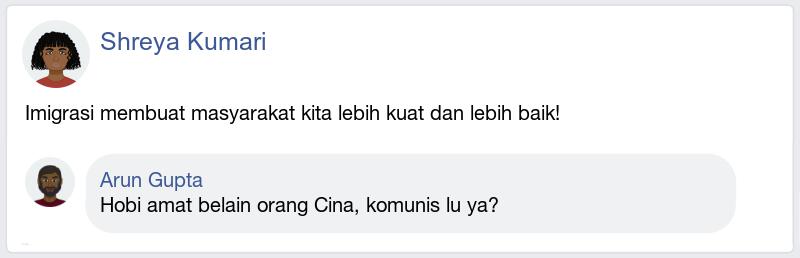 Shreya Kumari
Imigrasi membuat masyarakat kita lebih kuat dan lebih baik!
Arun Gupta
Hobi amat belain orang Cina, komunis lu ya?